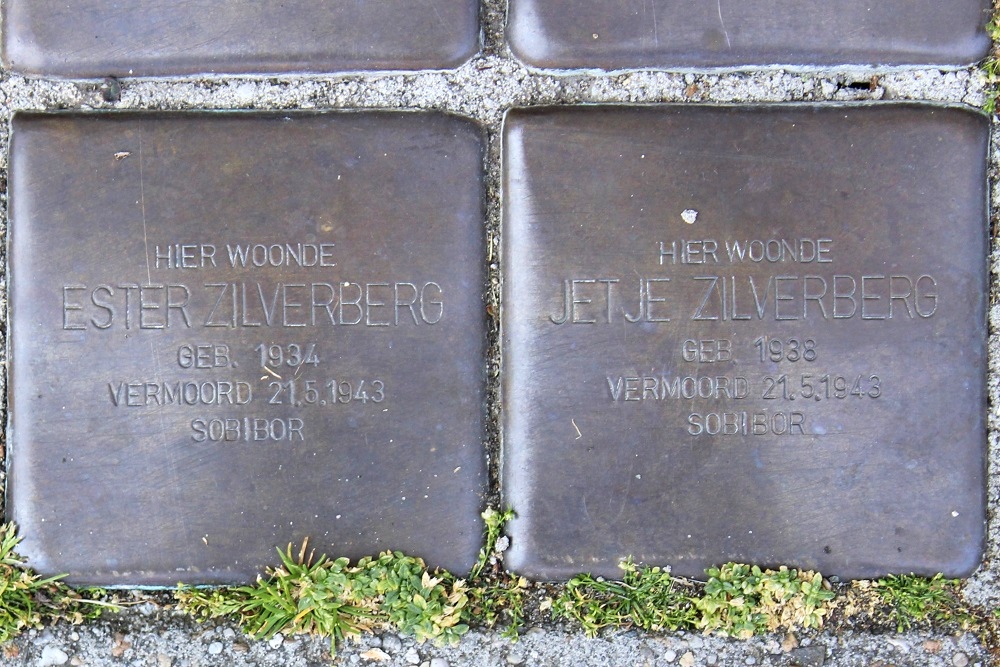 HIER WOONDE
ESTER ZILVERBERG
GEB. 1934
VERMOORD 21.5.1943
SOBIBOR
HIER WOONDE
JETJE ZILVERBERG
GEB. 1938
VERMOORD 21.5.1943
SOBIBOR